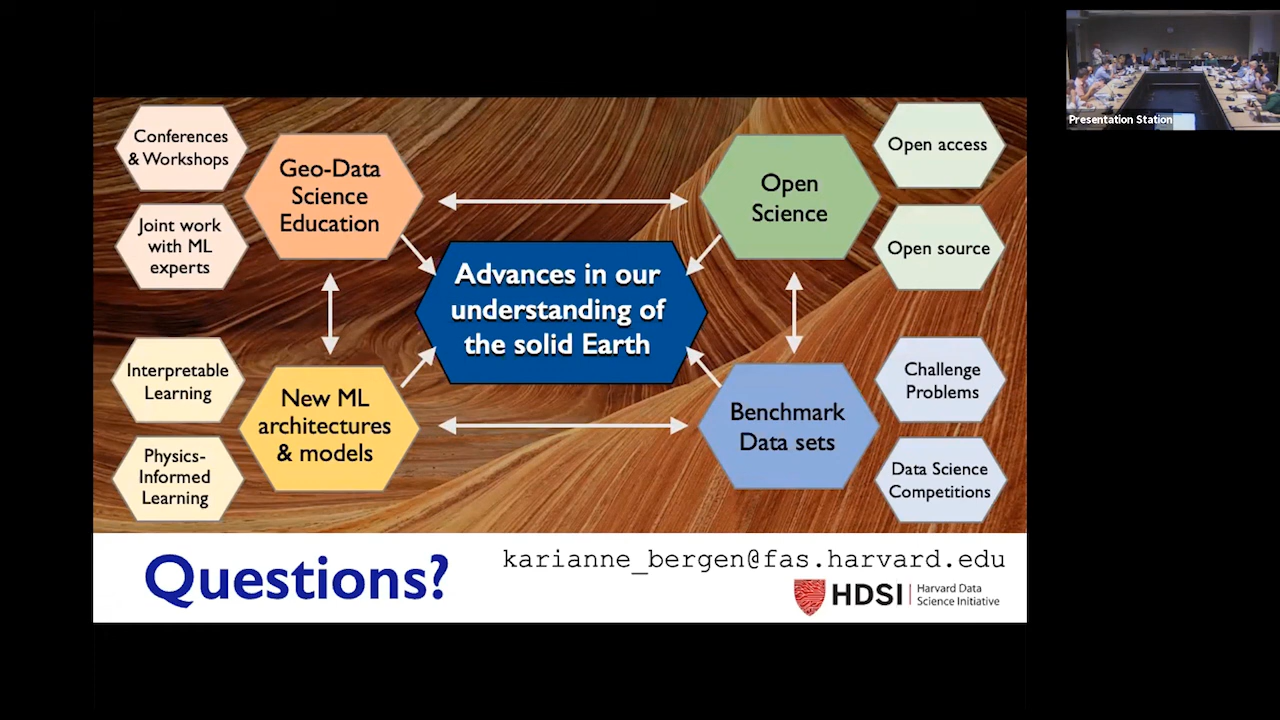 Conferences
& Workshops
Geo-Data
Science
Education
Joint work
with ML
experts
Open
Science
Open access
Open source
Advances in our
understanding of
the solid Earth
Interpretable
Learning
New ML
architectures
& models
Physics-
Informed
Learning
Benchmark
Data sets
Challenge
Problems
Data Science
Competitions
Questions?
karianne_bergen@fas.harvard.edu
HDSI
Harvard Data
Science Initiative
Presentation Station